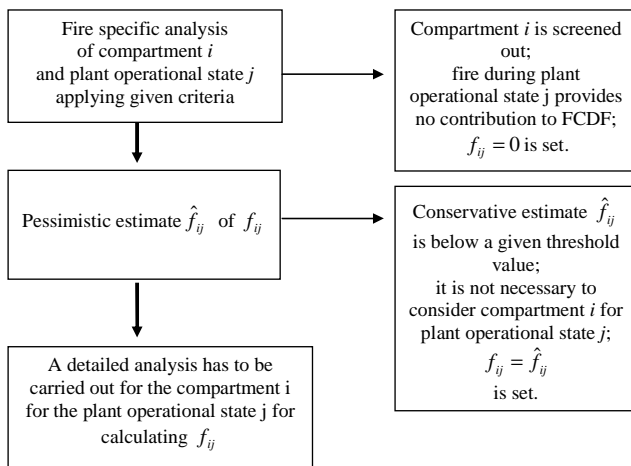 Fire specific analysis
of compartment i
and plant operational state j
applying given criteria
Compartment i is screened
out;
fire during plant
operational state j provides
no contribution to FCDF;
f_ij = 0 is set.
Pessimistic estimate f̂_ij of f_ij
Conservative estimate f̂_ij
is below a given threshold
value;
it is not necessary to
consider compartment i for
plant operational state j;
f_ij = f̂_ij
is set.
A detailed analysis has to be
carried out for the compartment i
for the plant operational state j for
calculating f_ij